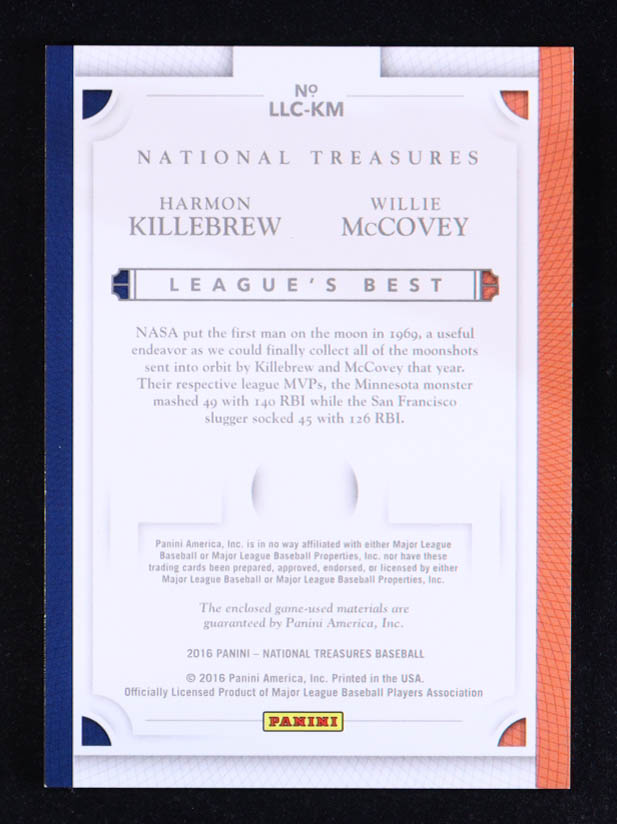 Nº
LLC-KM
NATIONAL TREASURES
HARMON
KILLEBREW
WILLIE
McCOVEY
LEAGUE'S BEST
NASA put the first man on the moon in 1969, a useful
endeavor as we could finally collect all of the moonshots
sent into orbit by Killebrew and McCovey that year.
Their respective league MVPs, the Minnesota monster
mashed 49 with 140 RBI while the San Francisco
slugger socked 45 with 126 RBI.
Panini America, Inc. is in no way affiliated with either Major League
Baseball or Major League Baseball Properties, Inc. nor have these
trading cards been prepared, approved, endorsed, or licensed by either
Major League Baseball or Major League Baseball Properties, Inc.
The enclosed game-used materials are
guaranteed by Panini America, Inc.
2016 PANINI – NATIONAL TREASURES BASEBALL
© 2016 Panini America, Inc. Printed in the USA.
Officially Licensed Product of Major League Baseball Players Association
PANINI